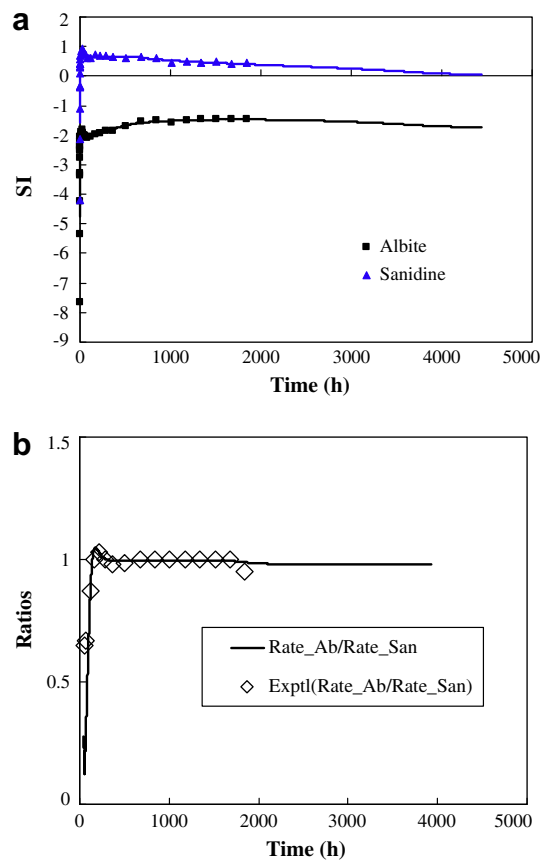 a
2
1
0
-1
-2
-3
-4
-5
-6
-7
-8
-9
SI
Albite
Sanidine
0 1000 2000 3000 4000 5000
Time (h)
b
1.5
1
0.5
0
Ratios
Rate_Ab/Rate_San
Exptl(Rate_Ab/Rate_San)
0 1000 2000 3000 4000 5000
Time (h)